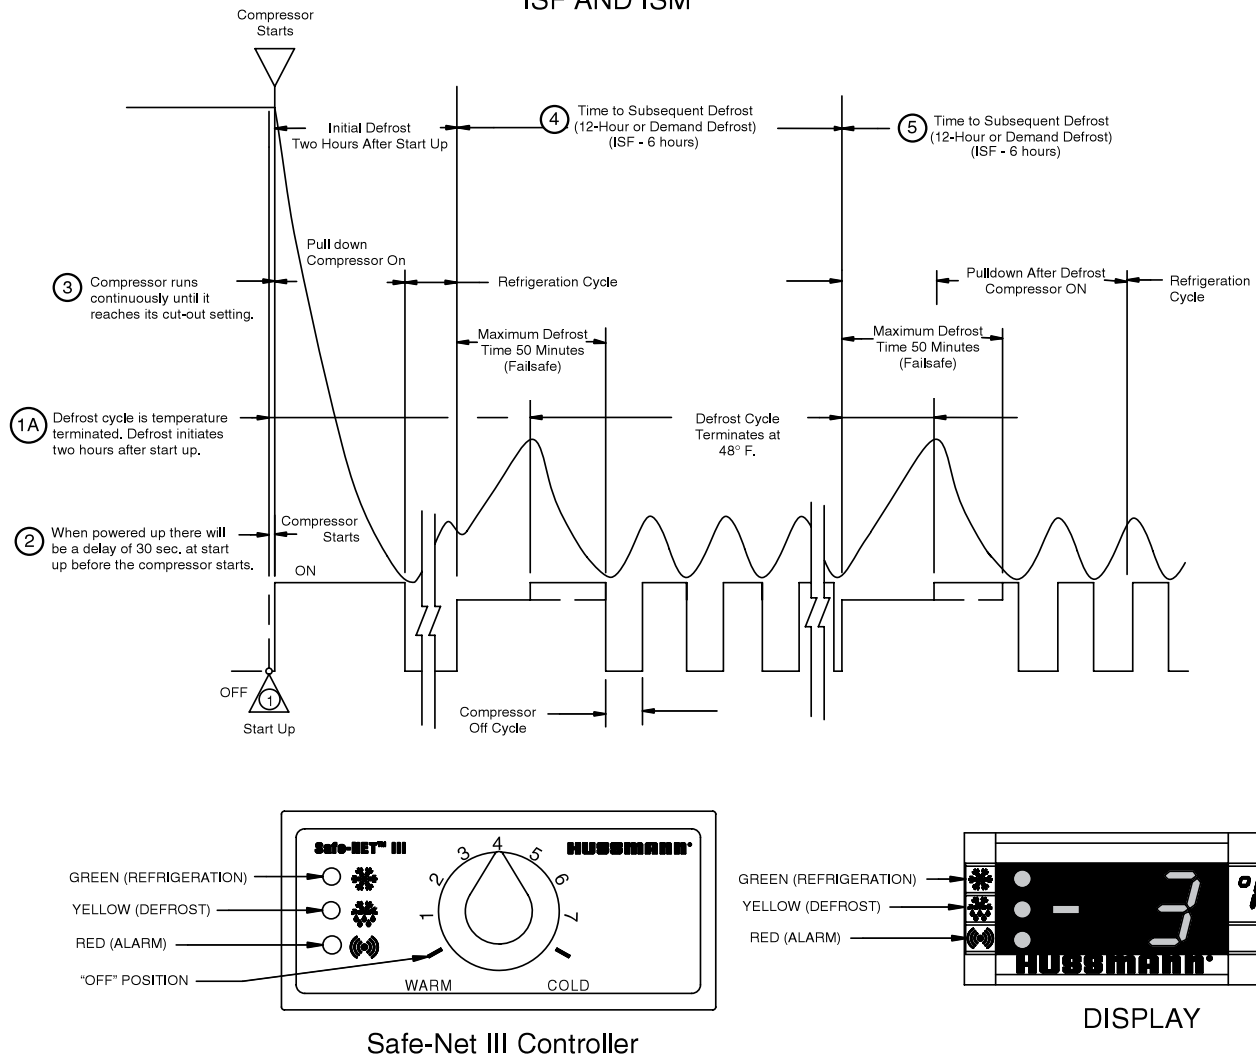 ISF AND ISM
Compressor
Starts
Initial Defrost
Two Hours After Start Up
4
Time to Subsequent Defrost
(12-Hour or Demand Defrost)
(ISF - 6 hours)
5
Time to Subsequent Defrost
(12-Hour or Demand Defrost)
(ISF - 6 hours)
Pull down
Compressor On
3
Compressor runs
continuously until it
reaches its cut-out setting.
Refrigeration Cycle
Pulldown After Defrost
Compressor ON
Refrigeration
Cycle
Maximum Defrost
Time 50 Minutes
(Failsafe)
Maximum Defrost
Time 50 Minutes
(Failsafe)
1A
Defrost cycle is temperature
terminated. Defrost initiates
two hours after start up.
Defrost Cycle
Terminates at
48° F.
2
When powered up there will
be a delay of 30 sec. at start
up before the compressor starts.
Compressor
Starts
ON
OFF
1
Start Up
Compressor
Off Cycle
Safe-NET™ III
HUSSMANN®
1
2
3
4
5
6
7
GREEN (REFRIGERATION)
YELLOW (DEFROST)
RED (ALARM)
"OFF" POSITION
WARM
COLD
Safe-Net III Controller
GREEN (REFRIGERATION)
YELLOW (DEFROST)
RED (ALARM)
- 3
HUSSMANN®
DISPLAY